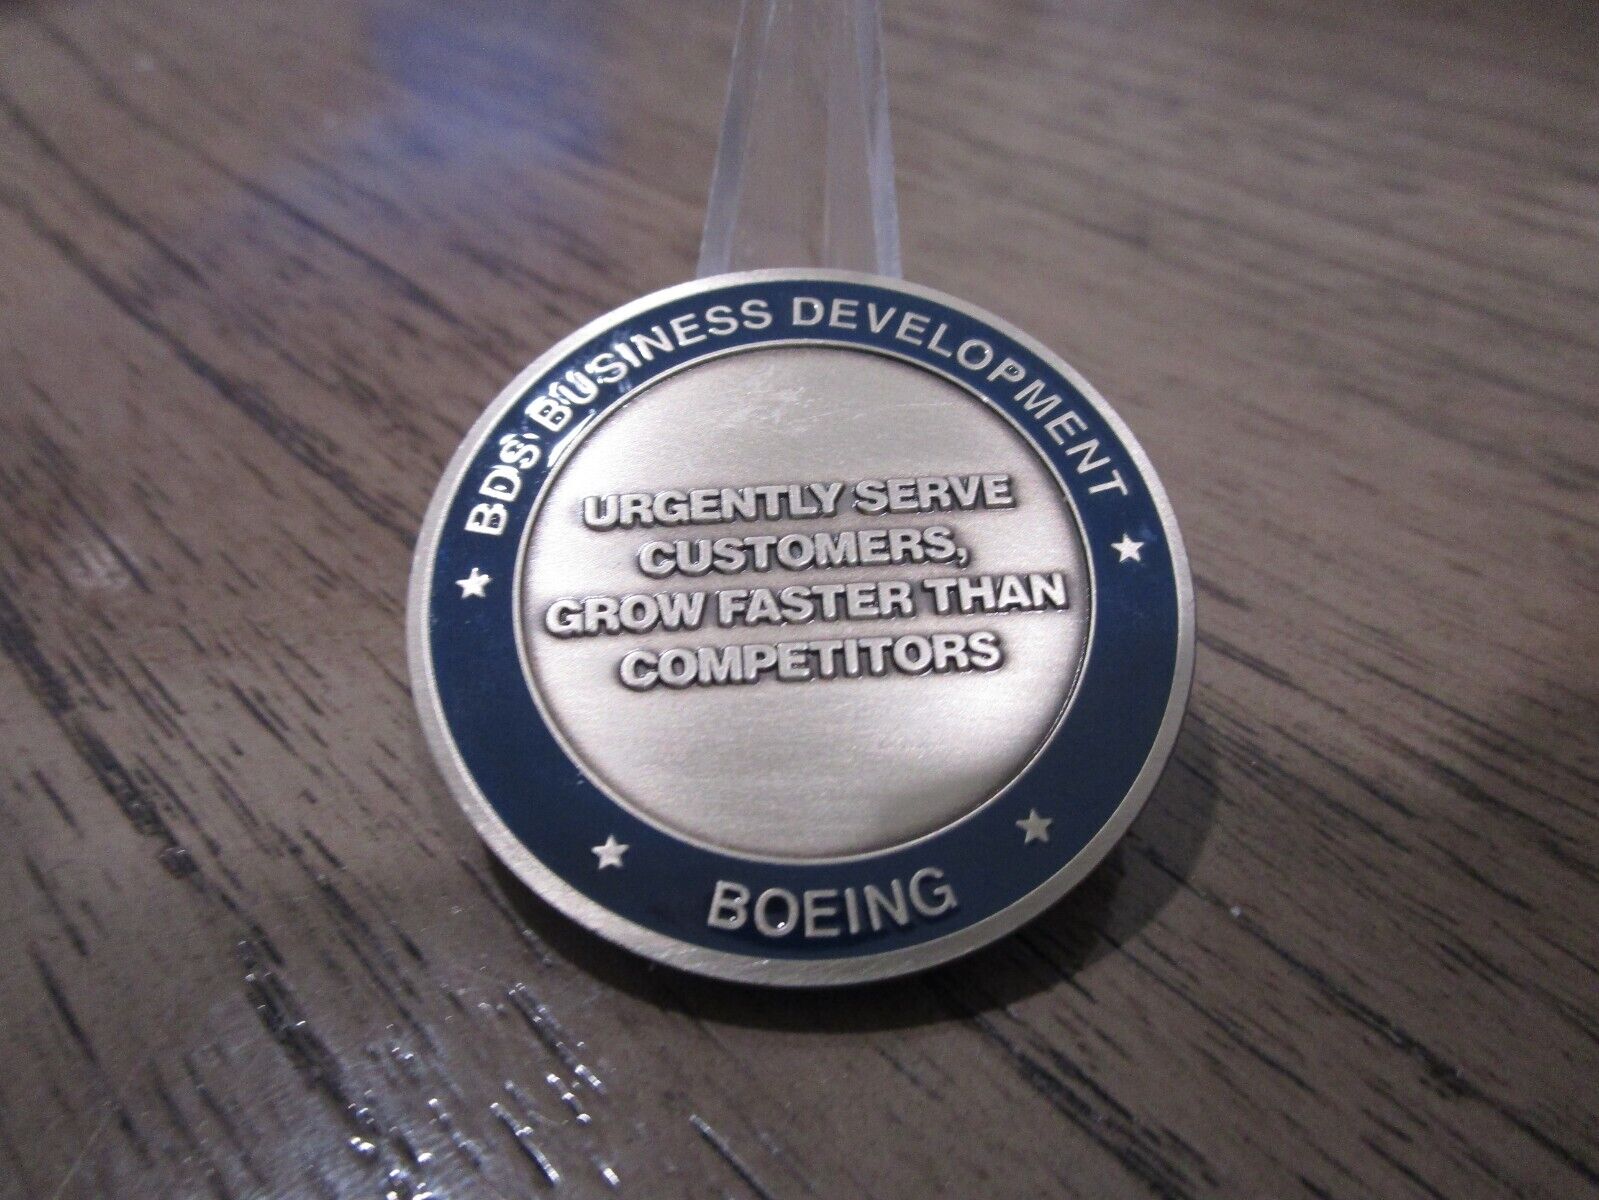 BDS BUSINESS DEVELOPMENT
URGENTLY SERVE
CUSTOMERS,
GROW FASTER THAN
COMPETITORS
BOEING